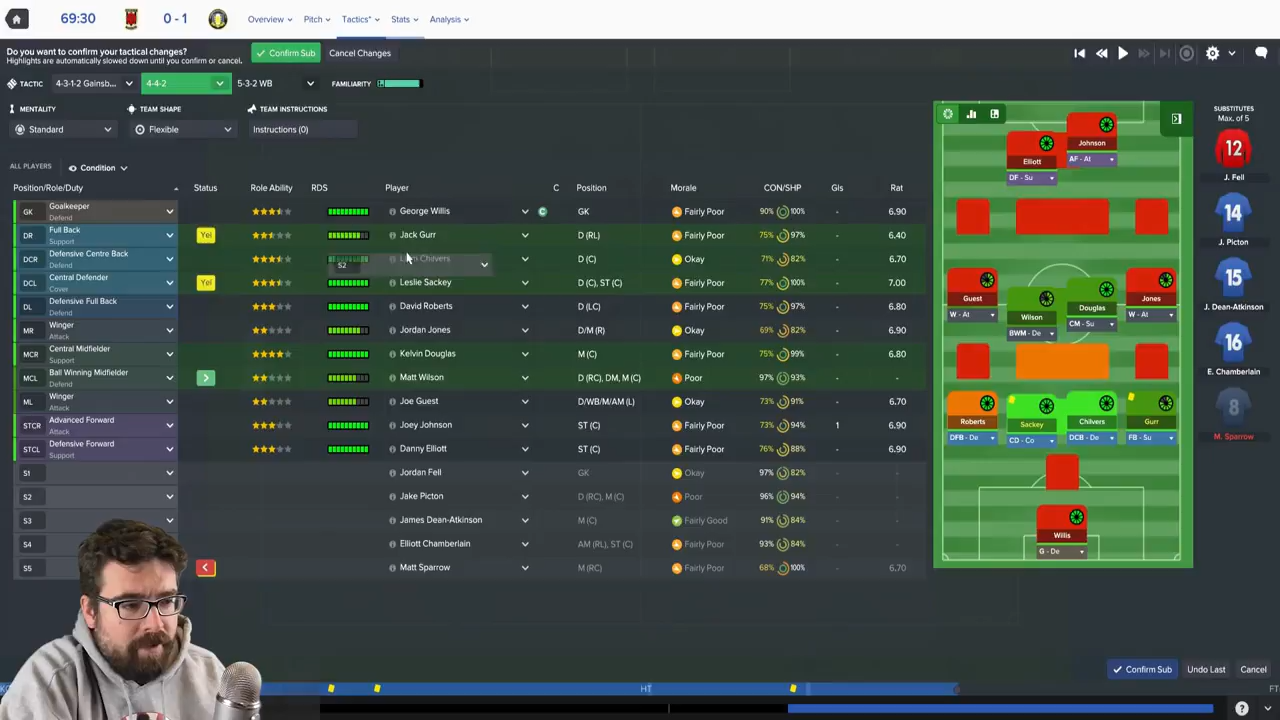 69:30 0 - 1 Overview Pitch Tactics* Stats Analysis
Do you want to confirm your tactical changes?
Highlights are automatically slowed down until you confirm or cancel.
Confirm Sub Cancel Changes
TACTIC 4-3-1-2 Gainsb... 4-4-2 5-3-2 WB FAMILIARITY
MENTALITY TEAM SHAPE TEAM INSTRUCTIONS
Standard Flexible Instructions (0)
ALL PLAYERS Condition
Position/Role/Duty Status Role Ability RDS Player C Position Morale CON/SHP Gls Rat
GK Goalkeeper Defend George Willis C GK Fairly Poor 90% 100% - 6.90
DR Full Back Support Yel Jack Gurr D (RL) Fairly Poor 75% 97% - 6.40
DCR Defensive Centre Back Defend Chivers D (C) Okay 71% 82% - 6.70
S2
DCL Central Defender Cover Yel Leslie Sackey D (C), ST (C) Fairly Poor 77% 100% - 7.00
DL Defensive Full Back Defend David Roberts D (LC) Fairly Poor 75% 97% - 6.80
MR Winger Attack Jordan Jones D/M (R) Okay 69% 82% - 6.90
MCR Central Midfielder Support Kelvin Douglas M (C) Fairly Poor 75% 99% - 6.80
MCL Ball Winning Midfielder Defend Matt Wilson D (RC), DM, M (C) Poor 97% 93% - -
ML Winger Attack Joe Guest D/WB/M/AM (L) Okay 73% 91% - 6.70
STCR Advanced Forward Attack Joey Johnson ST (C) Fairly Poor 73% 94% 1 6.90
STCL Defensive Forward Support Danny Elliott ST (C) Fairly Poor 76% 88% - 6.90
S1 Jordan Fell GK Okay 97% 82% - -
S2 Jake Picton D (RC), M (C) Poor 96% 94% - -
S3 James Dean-Atkinson M (C) Fairly Good 91% 84% - -
S4 Elliott Chamberlain AM (RL), ST (C) Fairly Poor 93% 84% - -
S5 Matt Sparrow M (RC) Fairly Poor 68% 100% - 6.70
Johnson
AF - At
Elliott
DF - Su
Guest
W - At
Wilson
BWM - De
Douglas
CM - Su
Jones
W - At
Roberts
DFB - De
Sackey
CD - Co
Chivers
DCB - De
Gurr
FB - Su
Willis
G - De
SUBSTITUTES
Max. of 5
12
J. Fell
14
J. Picton
15
J. Dean-Atkinson
16
E. Chamberlain
8
M. Sparrow
Confirm Sub Undo Last Cancel
HT FT